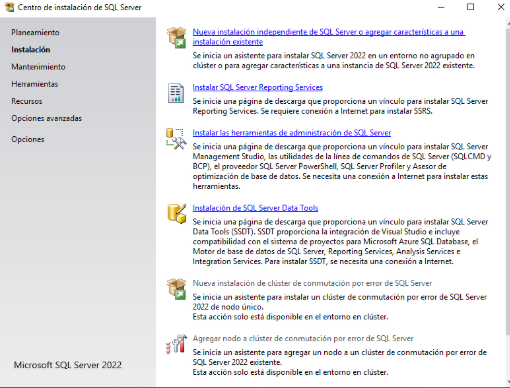 Centro de instalación de SQL Server
Planeamiento
Instalación
Mantenimiento
Herramientas
Recursos
Opciones avanzadas
Opciones
Microsoft SQL Server 2022
Nueva instalación independiente de SQL Server o agregar características a una
instalación existente
Se inicia un asistente para instalar SQL Server 2022 en un entorno no agrupado en
clúster o para agregar características a una instancia de SQL Server 2022 existente.
Instalar SQL Server Reporting Services
Se inicia una página de descarga que proporciona un vínculo para instalar SQL Server
Reporting Services. Se requiere conexión a Internet para instalar SSRS.
Instalar las herramientas de administración de SQL Server
Se inicia una página de descarga que proporciona un vínculo para instalar SQL Server
Management Studio, las utilidades de la línea de comandos de SQL Server (SQLCMD y
BCP), el proveedor SQL Server PowerShell, SQL Server Profiler y Asesor de
optimización de base de datos. Se necesita una conexión a Internet para instalar estas
herramientas.
Instalación de SQL Server Data Tools
Se inicia una página de descarga que proporciona un vínculo para instalar SQL Server
Data Tools (SSDT). SSDT proporciona la integración de Visual Studio e incluye
compatibilidad con el sistema de proyectos para Microsoft Azure SQL Database, el
Motor de base de datos de SQL Server, Reporting Services, Analysis Services e
Integration Services. Para instalar SSDT, se necesita una conexión a Internet.
Nueva instalación de clúster de conmutación por error de SQL Server
Se inicia un asistente para instalar un clúster de conmutación por error de SQL Server
2022 de nodo único.
Esta acción solo está disponible en el entorno en clúster.
Agregar nodo a clúster de conmutación por error de SQL Server
Se inicia un asistente para agregar un nodo a un clúster de conmutación por error de
SQL Server 2022 existente.
Esta acción solo está disponible en el entorno en clúster.